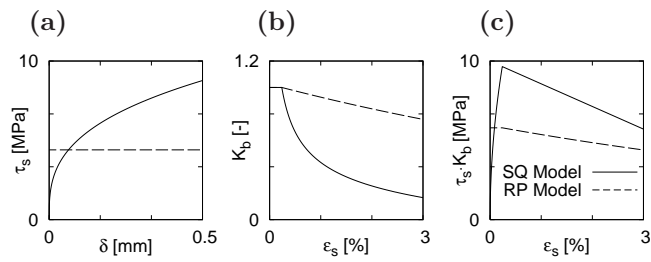 (a)
10
τs [MPa]
0
0
0.5
δ [mm]
(b)
1.2
Kb [-]
0
0
3
εs [%]
(c)
10
τs·Kb [MPa]
0
0
3
εs [%]
SQ Model
RP Model